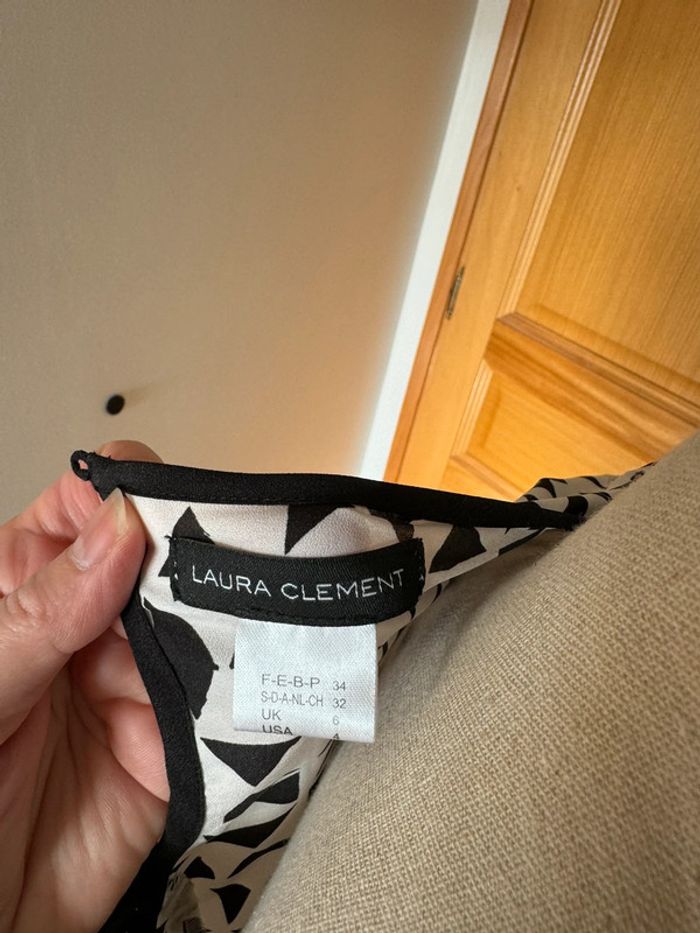 LAURA CLEMENT
F-E-B-P 34
S-D-A-NL-CH 32
UK 6
USA 4